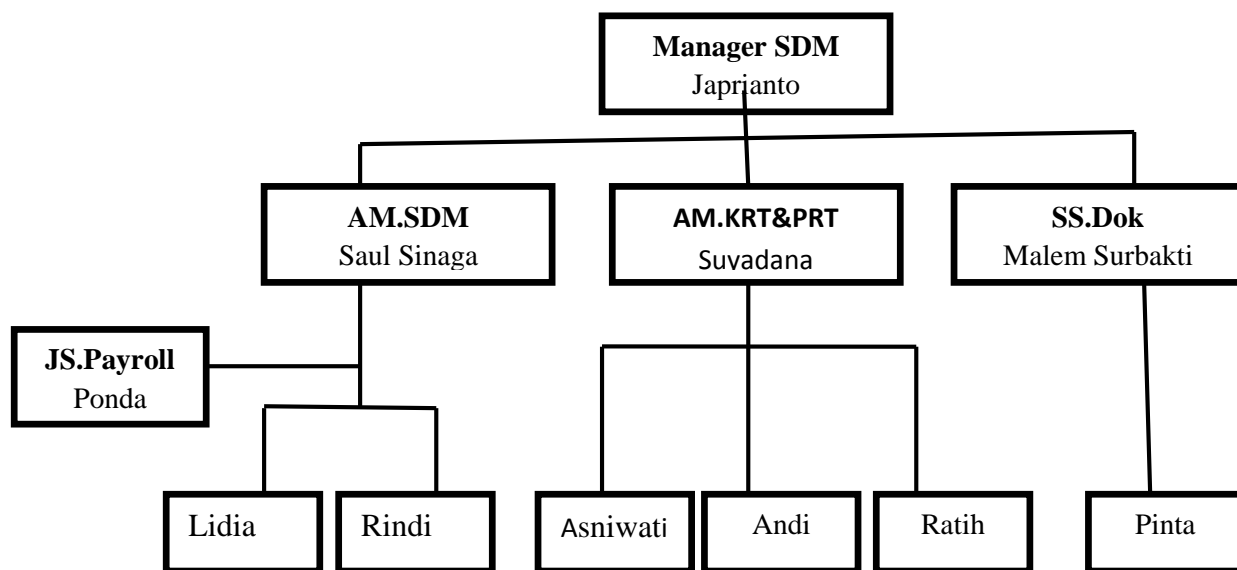 Manager SDM
Japrianto
AM.SDM
Saul Sinaga
AM.KRT&PRT
Suvadana
SS.Dok
Malem Surbakti
JS.Payroll
Ponda
Lidia
Rindi
Asniwati
Andi
Ratih
Pinta